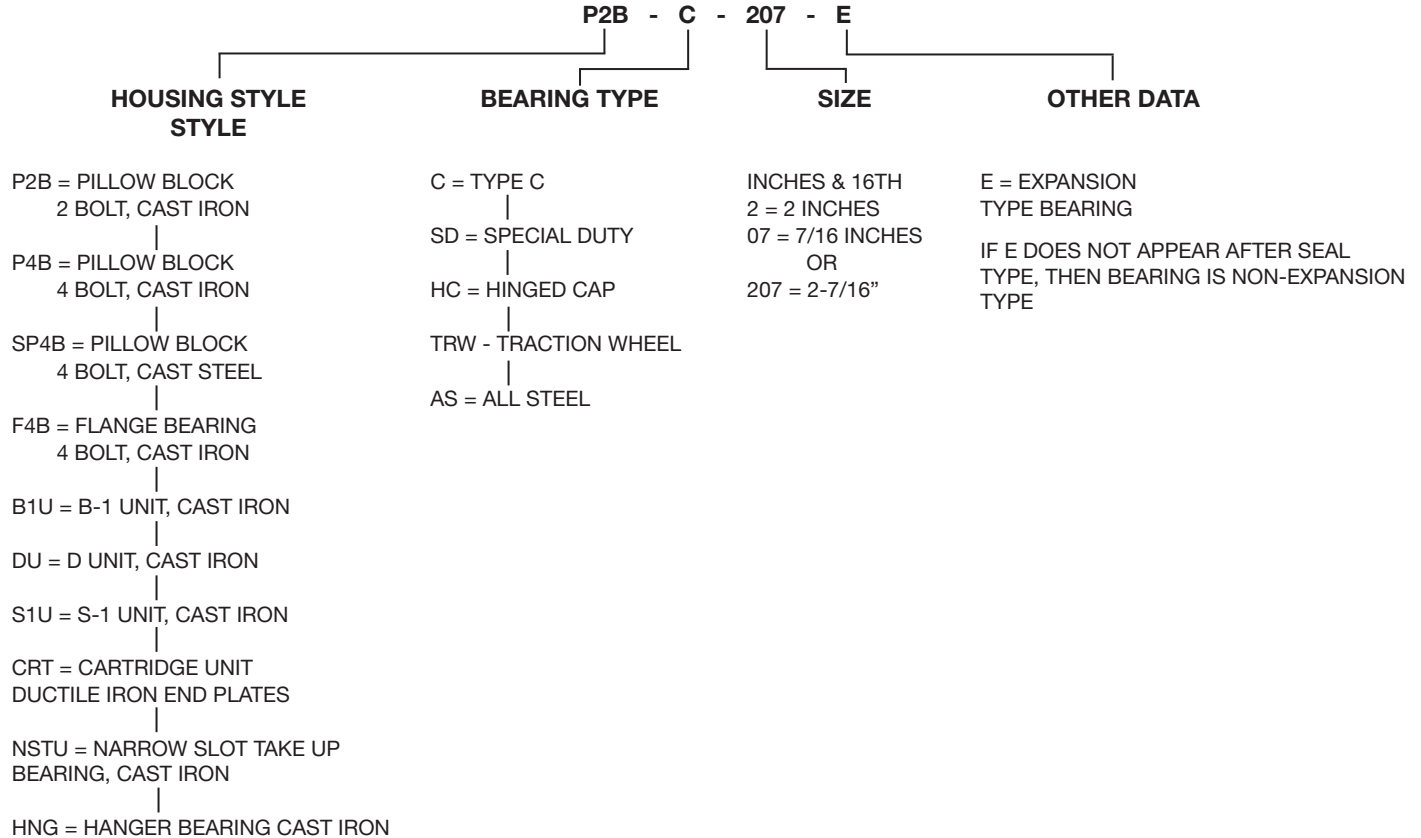 P2B - C - 207 - E
HOUSING STYLE
STYLE
P2B = PILLOW BLOCK
2 BOLT, CAST IRON
P4B = PILLOW BLOCK
4 BOLT, CAST IRON
SP4B = PILLOW BLOCK
4 BOLT, CAST STEEL
F4B = FLANGE BEARING
4 BOLT, CAST IRON
B1U = B-1 UNIT, CAST IRON
DU = D UNIT, CAST IRON
S1U = S-1 UNIT, CAST IRON
CRT = CARTRIDGE UNIT
DUCTILE IRON END PLATES
NSTU = NARROW SLOT TAKE UP
BEARING, CAST IRON
HNG = HANGER BEARING CAST IRON
BEARING TYPE
C = TYPE C
SD = SPECIAL DUTY
HC = HINGED CAP
TRW - TRACTION WHEEL
AS = ALL STEEL
SIZE
INCHES & 16TH
2 = 2 INCHES
07 = 7/16 INCHES
OR
207 = 2-7/16”
OTHER DATA
E = EXPANSION
TYPE BEARING
IF E DOES NOT APPEAR AFTER SEAL
TYPE, THEN BEARING IS NON-EXPANSION
TYPE